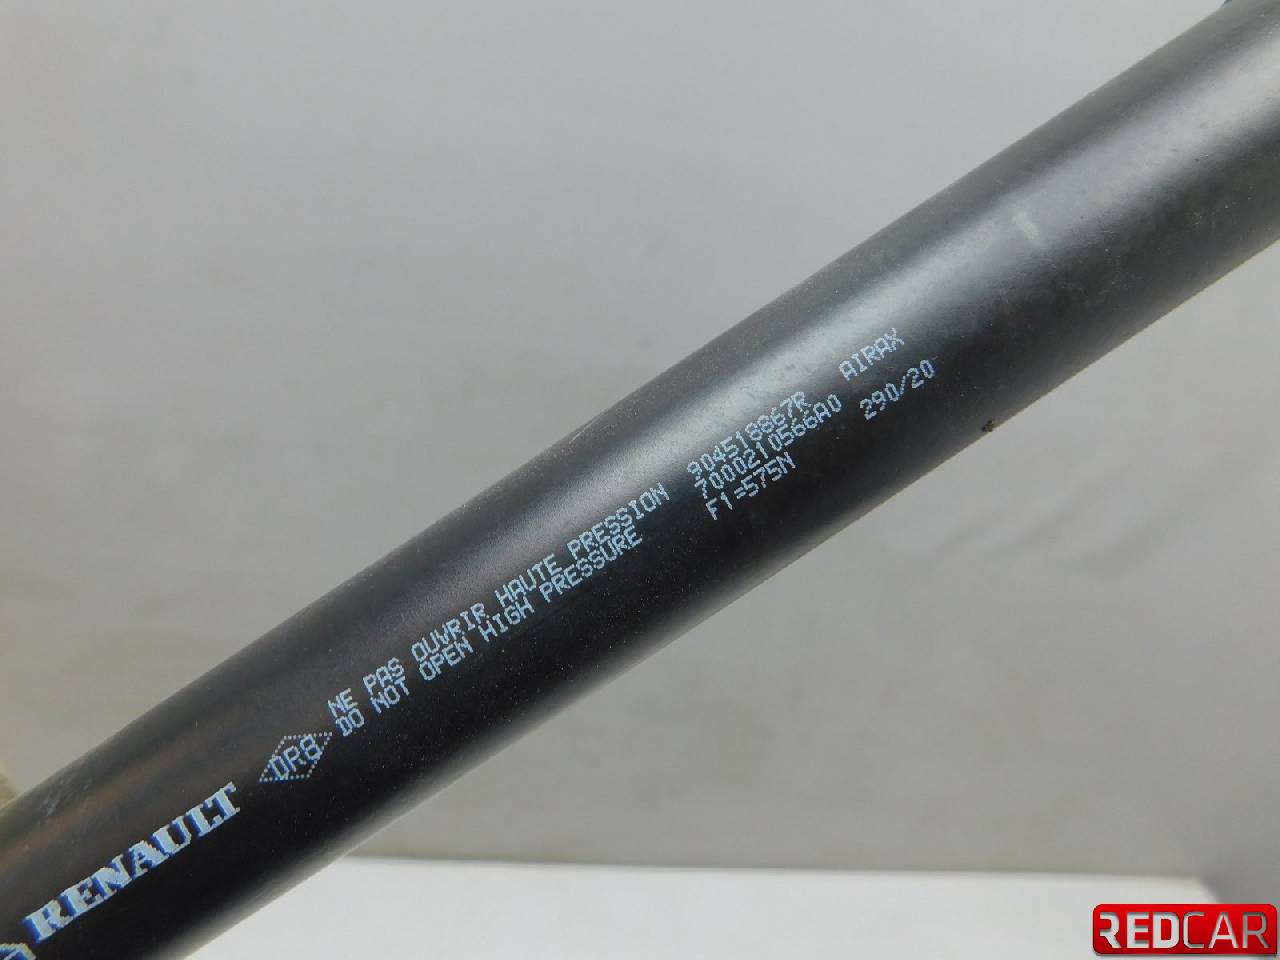 RENAULT
DR8
NE PAS OUVRIR HAUTE PRESSION 904518867R AIRAX
DO NOT OPEN HIGH PRESSURE 7000210566A0 290/20
F1=575N
REDCAR